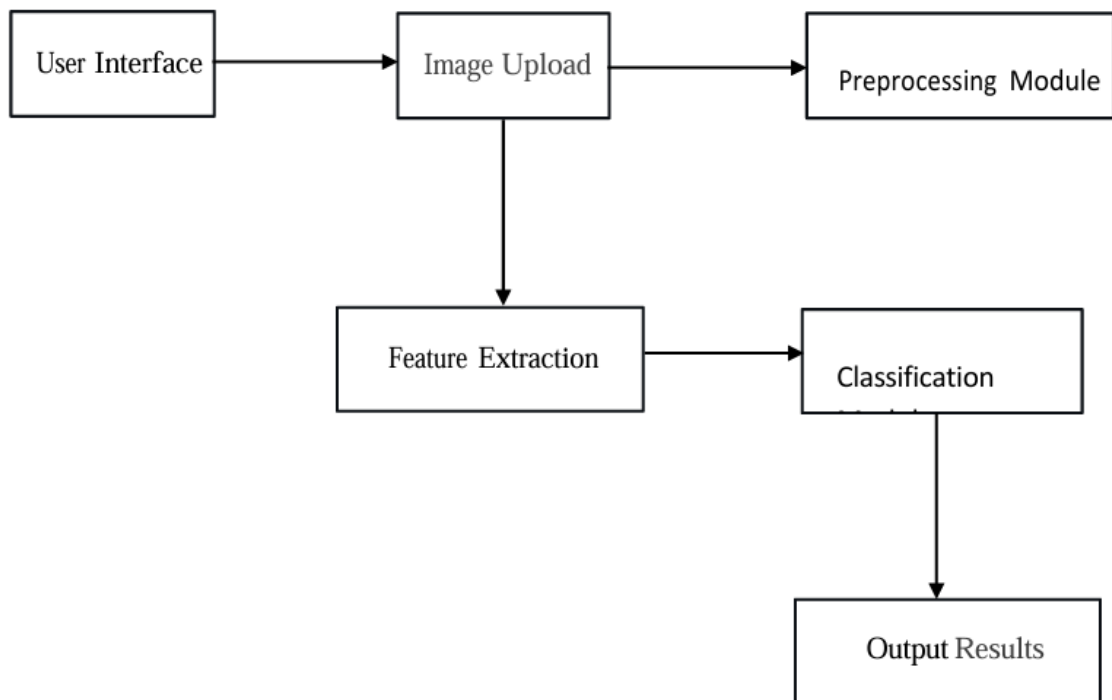 User Interface
Image Upload
Preprocessing Module
Feature Extraction
Classification
Output Results